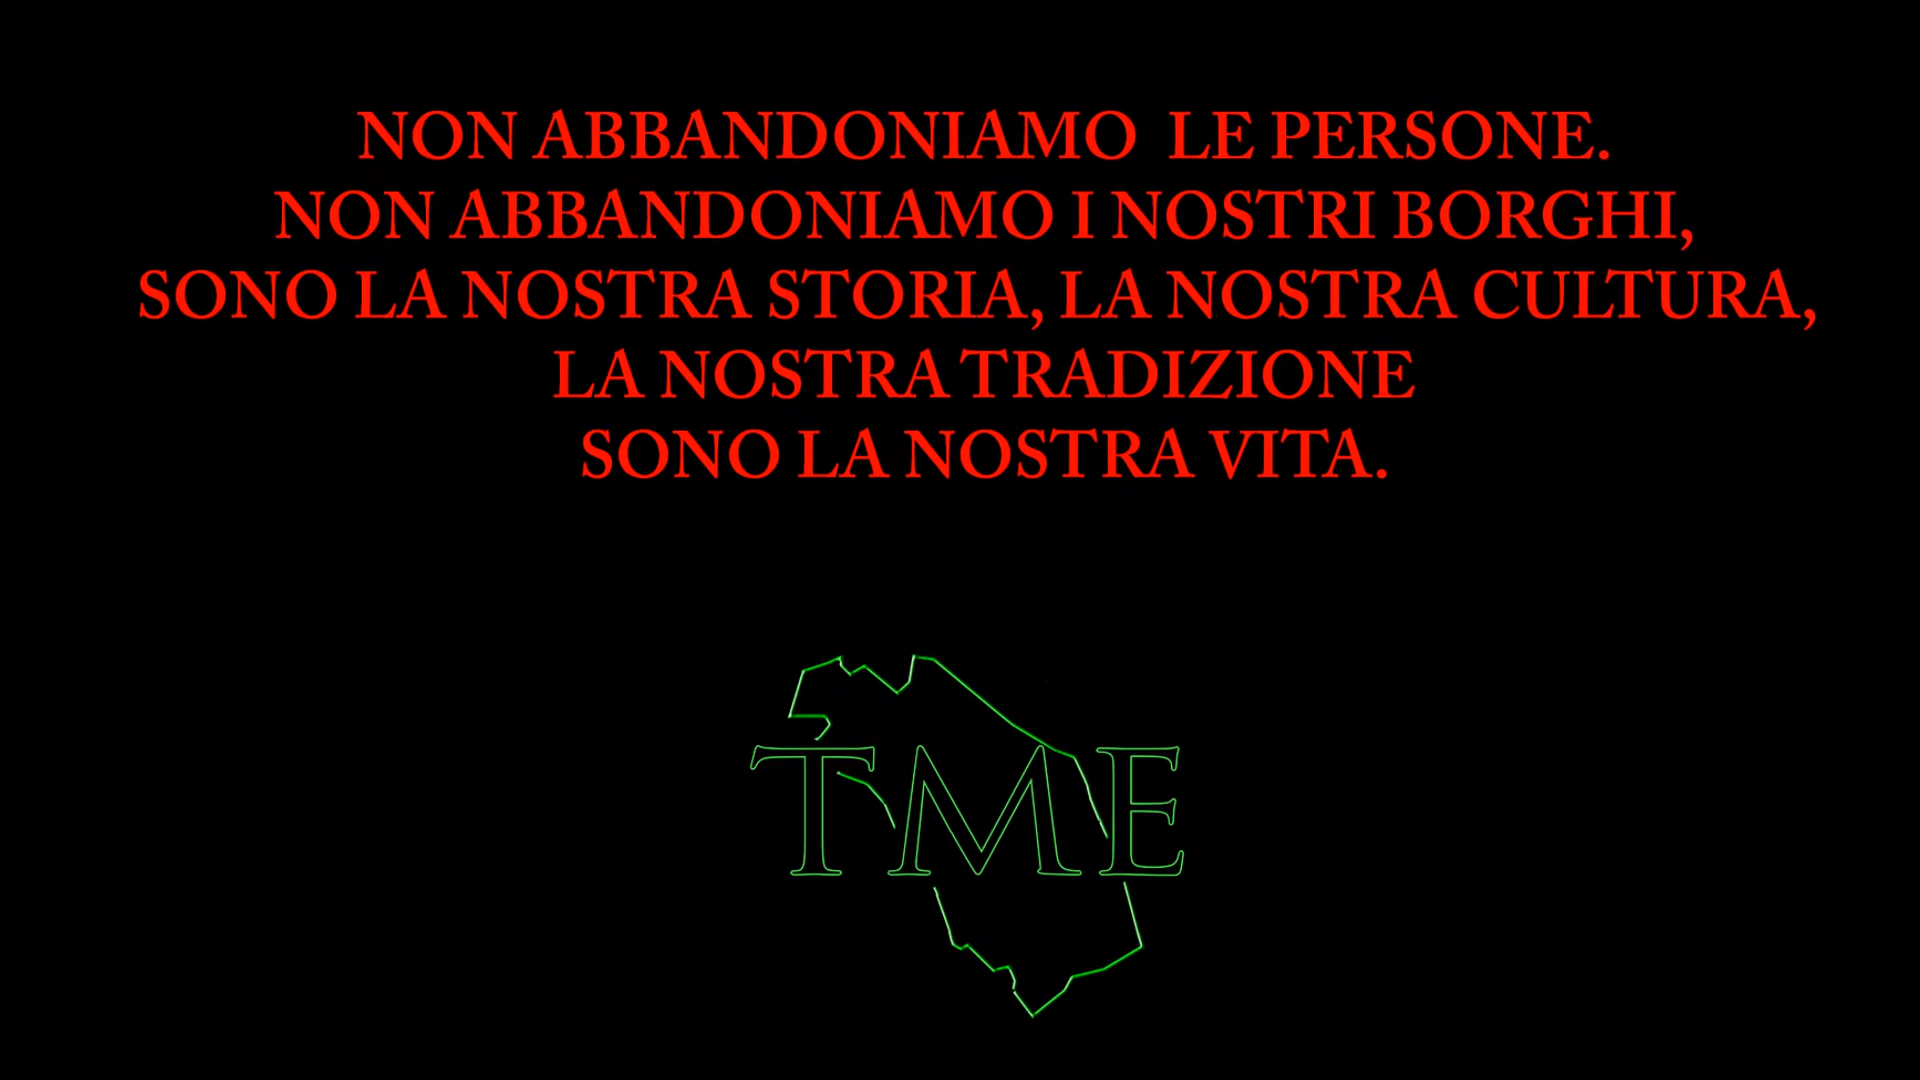 NON ABBANDONIAMO  LE PERSONE.
NON ABBANDONIAMO I NOSTRI BORGHI,
SONO LA NOSTRA STORIA, LA NOSTRA CULTURA,
LA NOSTRA TRADIZIONE
SONO LA NOSTRA VITA.
TME